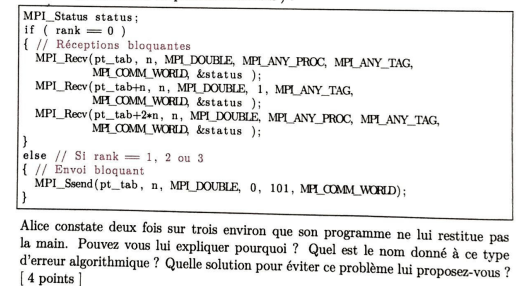 MPI_Status status;
if ( rank == 0 )
{ // Réceptions bloquantes
MPI_Recv(pt_tab, n, MPI_DOUBLE, MPI_ANY_PROC, MPI_ANY_TAG,
MPI_COMM_WORLD, &status );
MPI_Recv(pt_tab+n, n, MPI_DOUBLE, 1, MPI_ANY_TAG,
MPI_COMM_WORLD, &status );
MPI_Recv(pt_tab+2*n, n, MPI_DOUBLE, MPI_ANY_PROC, MPI_ANY_TAG,
MPI_COMM_WORLD, &status );
}
else // Si rank == 1, 2 ou 3
{ // Envoi bloquant
MPI_Ssend(pt_tab, n, MPI_DOUBLE, 0, 101, MPI_COMM_WORLD);
}
Alice constate deux fois sur trois environ que son programme ne lui restitue pas
la main. Pouvez vous lui expliquer pourquoi ? Quel est le nom donné à ce type
d'erreur algorithmique ? Quelle solution pour éviter ce problème lui proposez-vous ?
[ 4 points ]